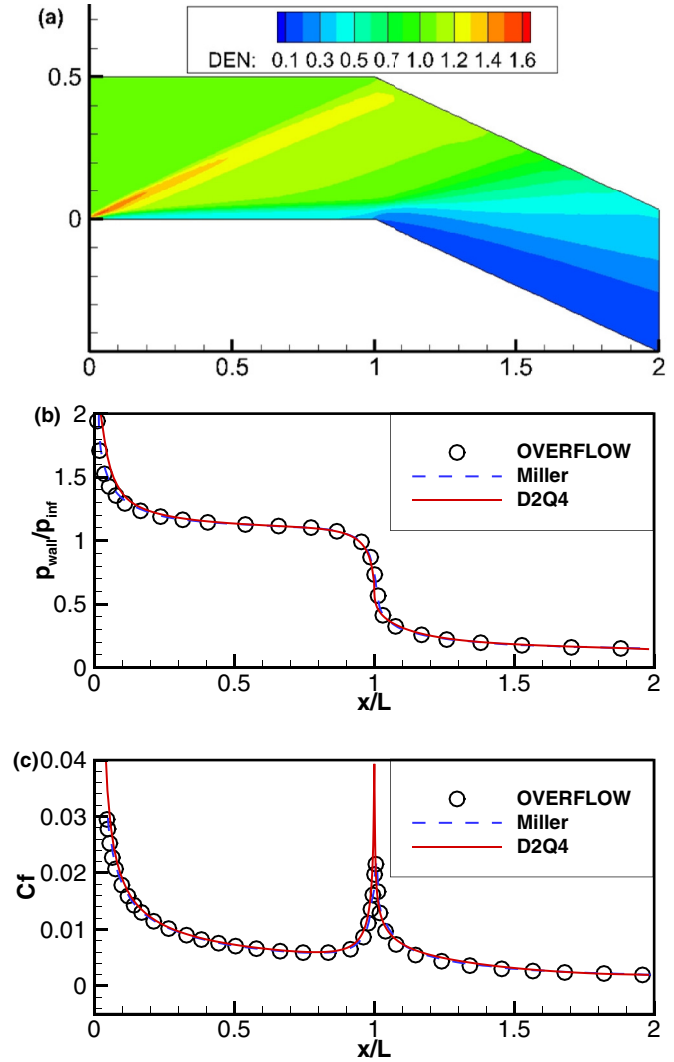 (a)
DEN: 0.1 0.3 0.5 0.7 1.0 1.2 1.4 1.6
0.5
0
0 0.5 1 1.5 2
(b)
2
1.5
1
0.5
0
p_wall/p_inf
OVERFLOW
Miller
D2Q4
0 0.5 1 1.5 2
x/L
(c)
0.04
0.03
0.02
0.01
0
Cf
OVERFLOW
Miller
D2Q4
0 0.5 1 1.5 2
x/L